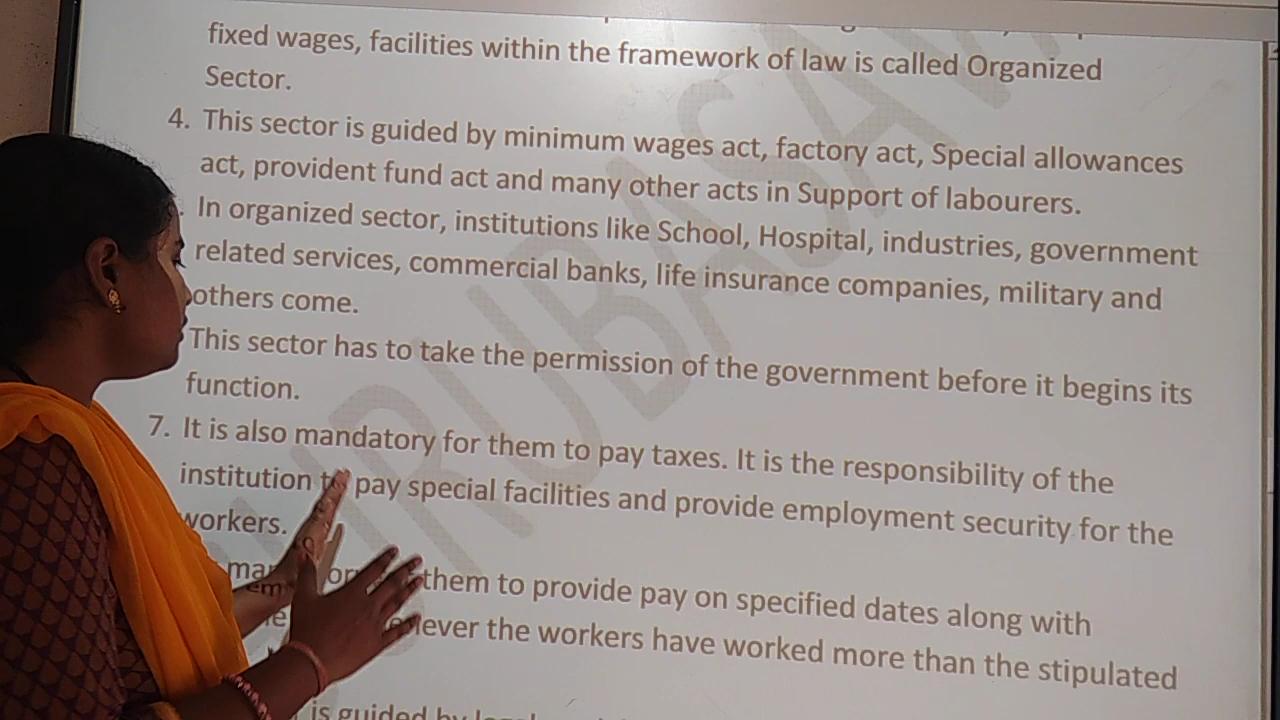 fixed wages, facilities within the framework of law is called Organized
Sector.
4. This sector is guided by minimum wages act, factory act, Special allowances
act, provident fund act and many other acts in Support of labourers.
In organized sector, institutions like School, Hospital, industries, government
related services, commercial banks, life insurance companies, military and
others come.
This sector has to take the permission of the government before it begins its
function.
7. It is also mandatory for them to pay taxes. It is the responsibility of the
institution to pay special facilities and provide employment security for the
workers.
them to provide pay on specified dates along with
the workers have worked more than the stipulated
is guided by